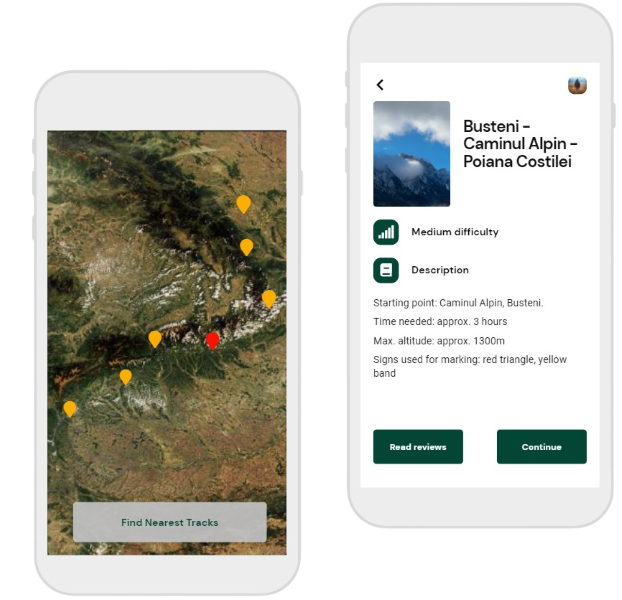 Find Nearest Tracks
Busteni -
Caminul Alpin -
Poiana Costilei
Medium difficulty
Description
Starting point: Caminul Alpin, Busteni.
Time needed: approx. 3 hours
Max. altitude: approx. 1300m
Signs used for marking: red triangle, yellow
band
Read reviews
Continue